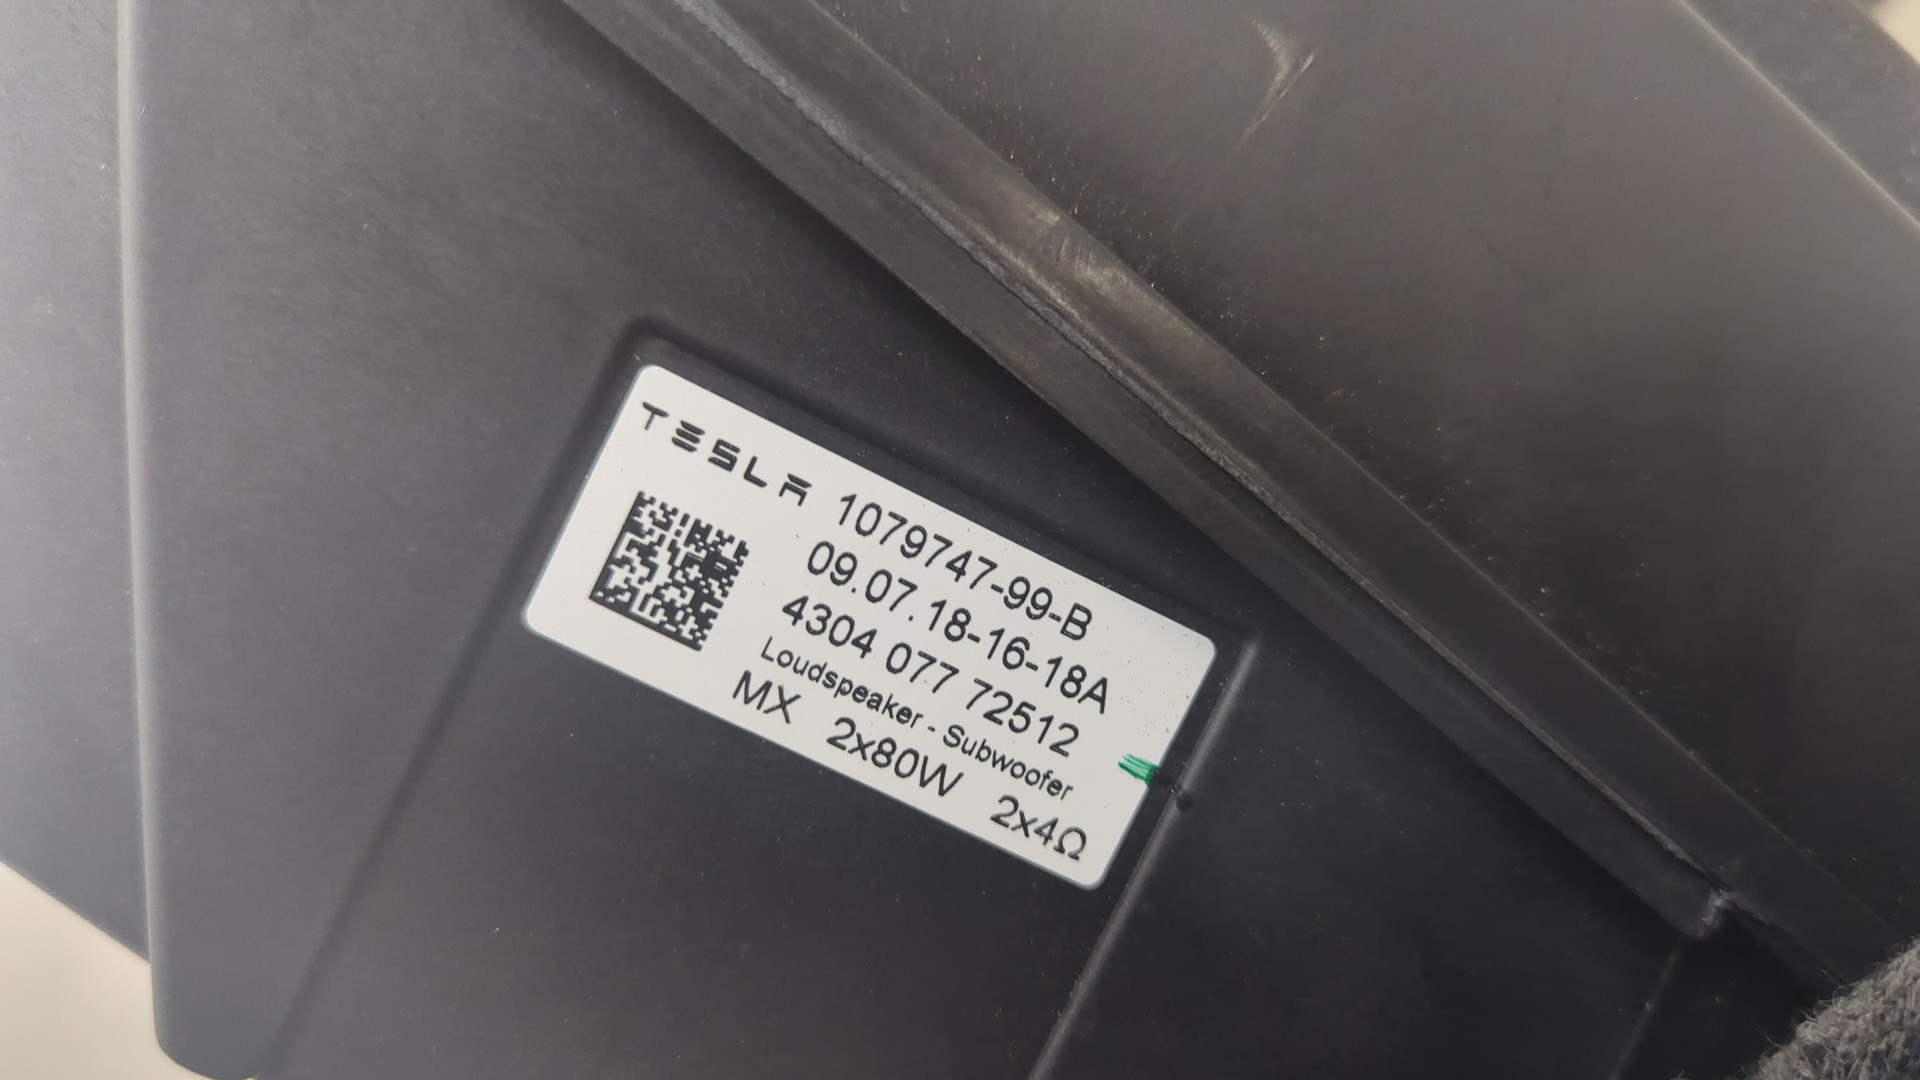 TESLA 1079747-99-B
09.07.18-16-18A
4304 077 72512
Loudspeaker - Subwoofer
MX 2x80W 2x4Ω